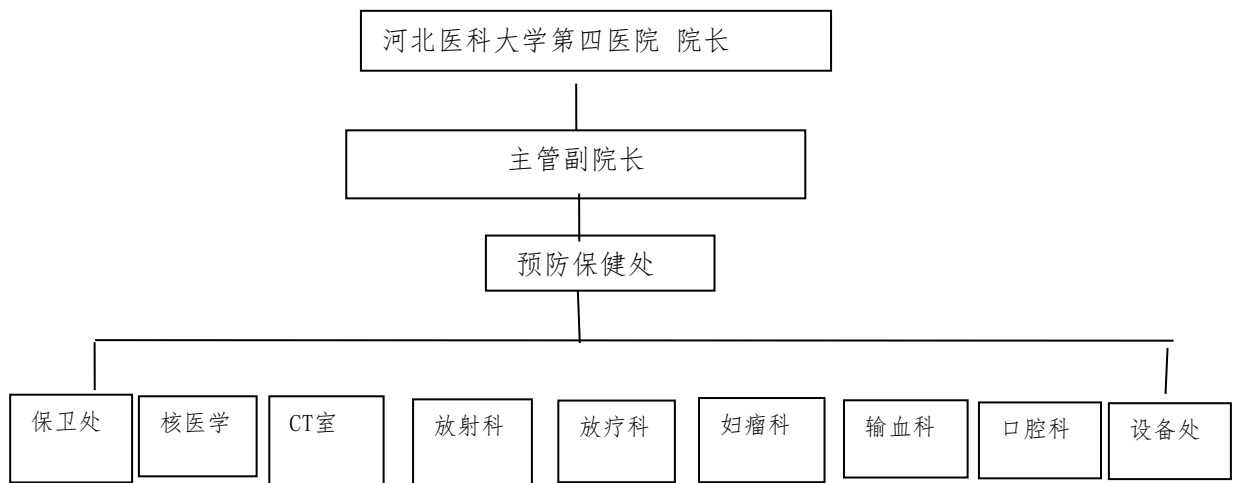 河北医科大学第四医院 院长
主管副院长
预防保健处
保卫处
核医学
CT室
放射科
放疗科
妇瘤科
输血科
口腔科
设备处